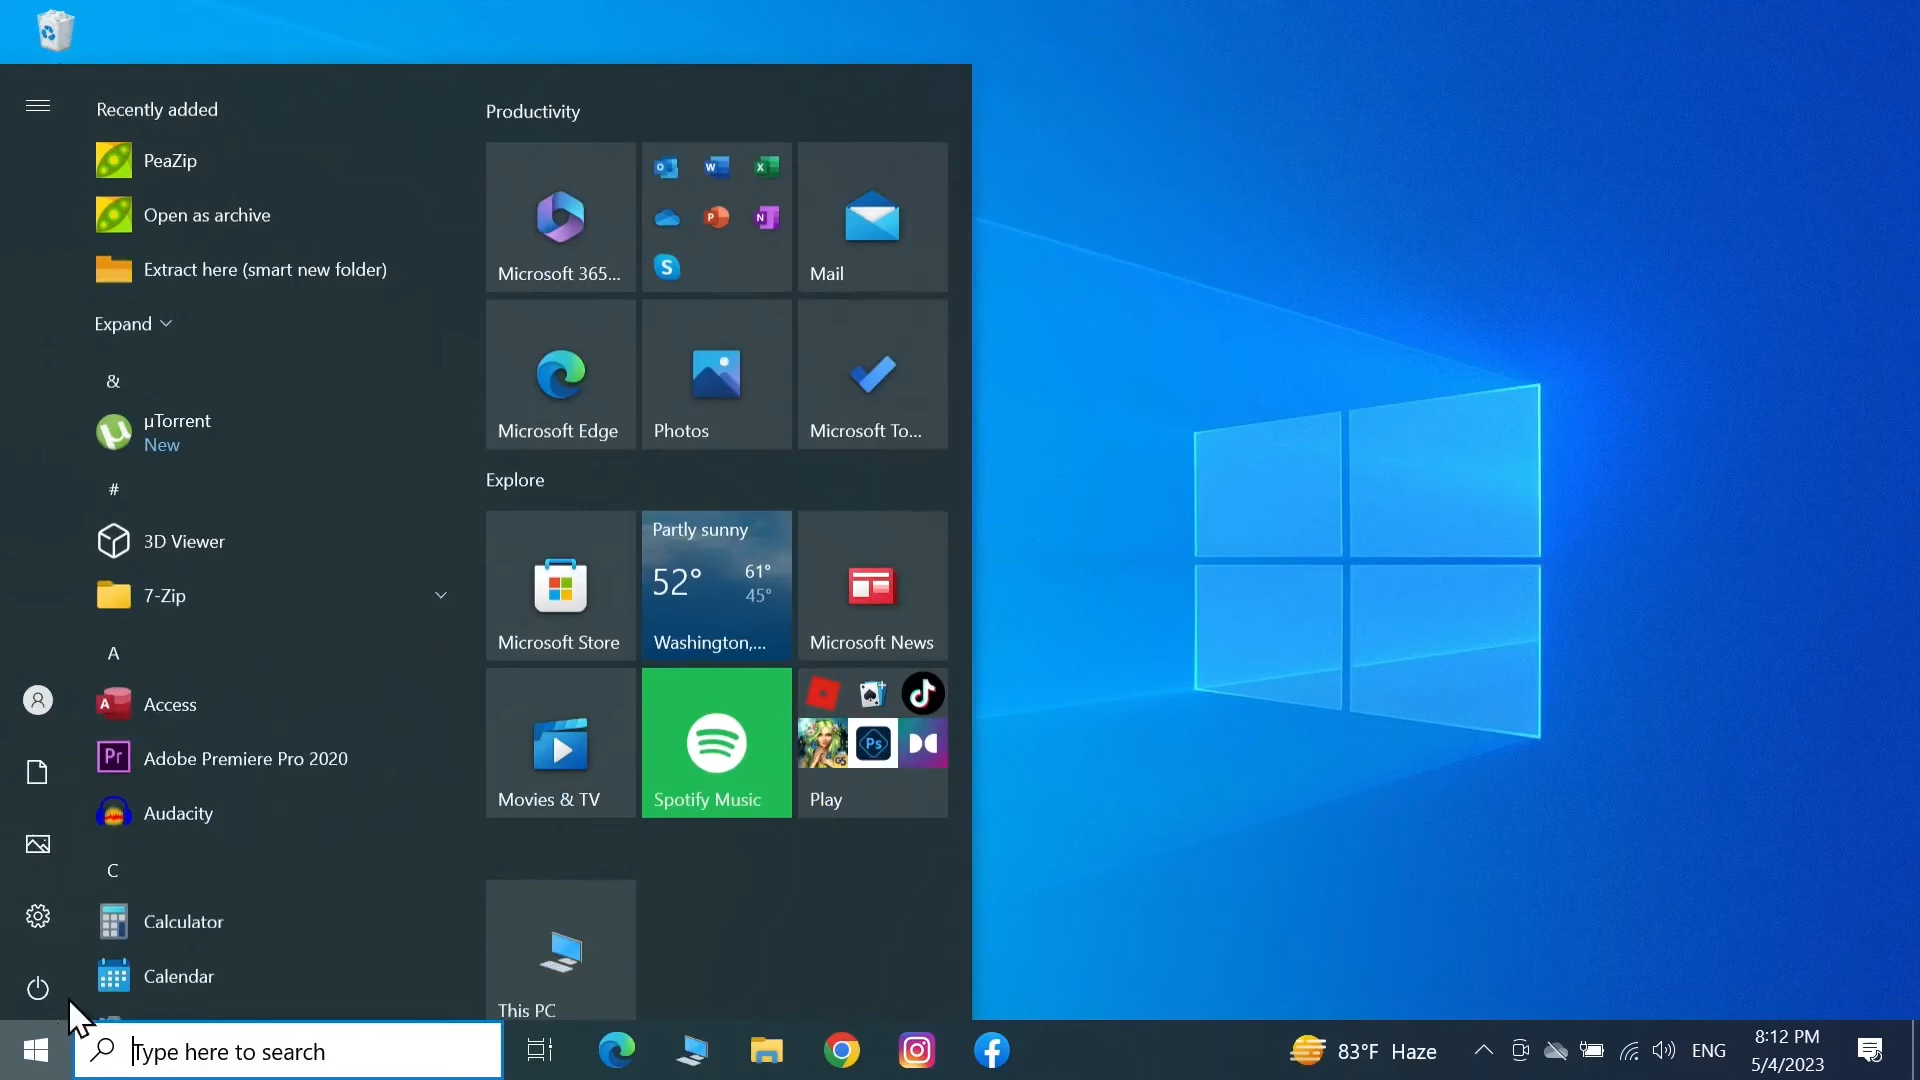 Recently added
PeaZip
Open as archive
Extract here (smart new folder)
Expand
&
µTorrent
New
#
3D Viewer
7-Zip
A
Access
Adobe Premiere Pro 2020
Audacity
C
Calculator
Calendar
Productivity
Microsoft 365...
Mail
Microsoft Edge
Photos
Microsoft To...
Explore
Microsoft Store
Partly sunny
52°
61°
45°
Washington,...
Microsoft News
Movies & TV
Spotify Music
Play
This PC
Type here to search
83°F Haze
ENG
8:12 PM
5/4/2023